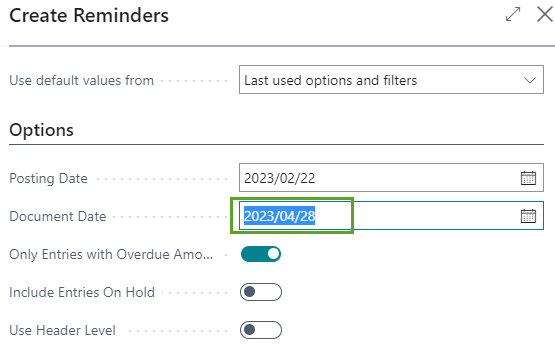 Create Reminders
Use default values from Last used options and filters
Options
Posting Date 2023/02/22
Document Date 2023/04/28
Only Entries with Overdue Amo...
Include Entries On Hold
Use Header Level